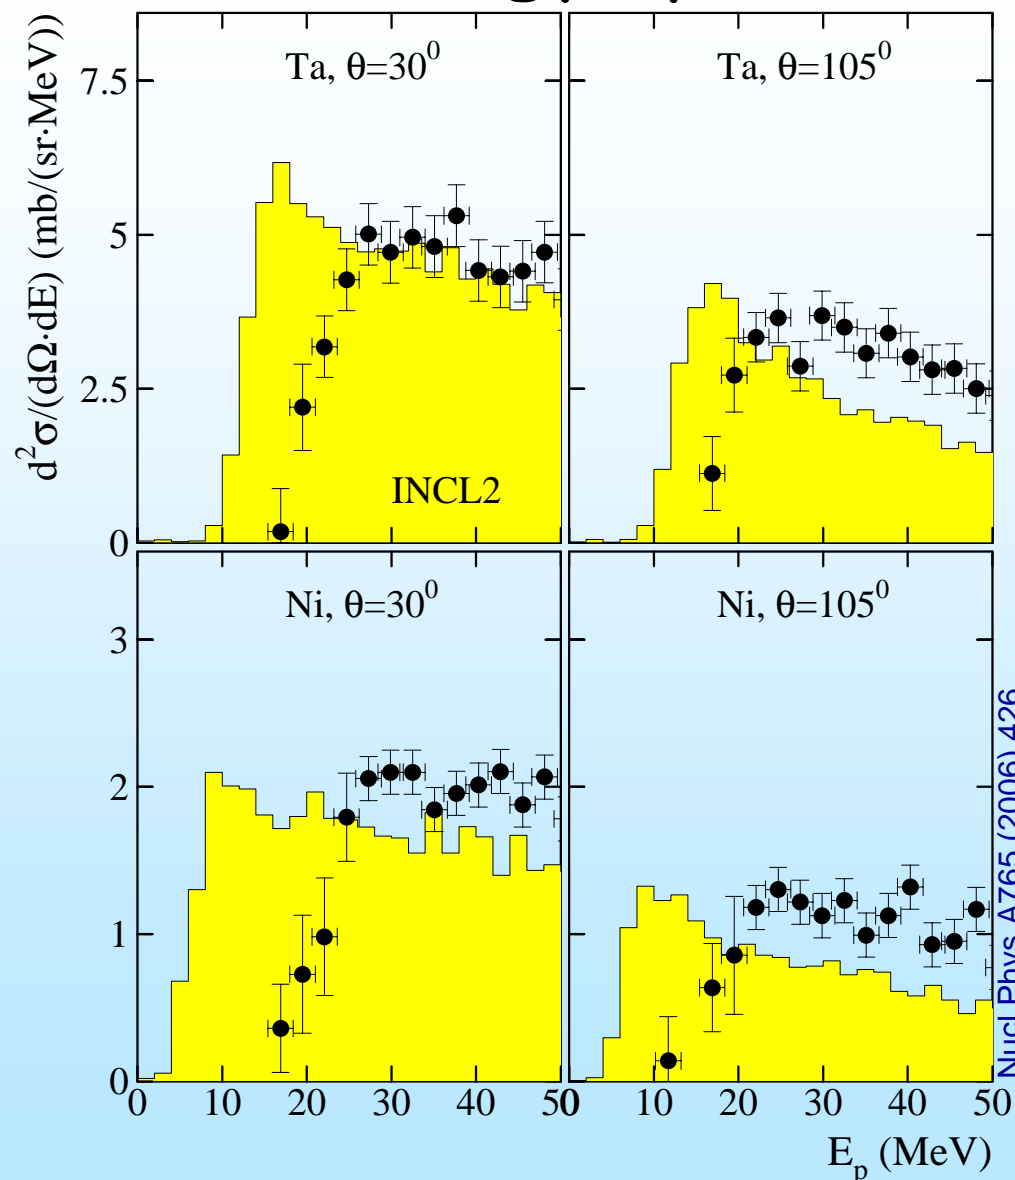 d²σ/(dΩ·dE) (mb/(sr·MeV))
Ta, θ=30⁰
Ta, θ=105⁰
7.5
5
2.5
0
INCL2
Ni, θ=30⁰
Ni, θ=105⁰
3
2
1
0
0 10 20 30 40 50
0 10 20 30 40 50
Eₚ (MeV)
Nucl.Phys. A765 (2006) 426